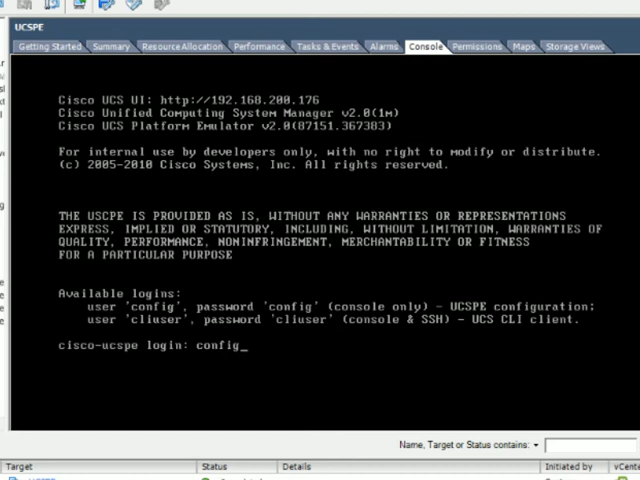 UCSPE
Getting Started Summary Resource Allocation Performance Tasks & Events Alarms Console Permissions Maps Storage Views
Cisco UCS UI: http://192.168.200.176
Cisco Unified Computing System Manager v2.0(1m)
Cisco UCS Platform Emulator v2.0(87151.367383)
For internal use by developers only, with no right to modify or distribute.
(c) 2005-2010 Cisco Systems, Inc. All rights reserved.
THE USCPE IS PROVIDED AS IS, WITHOUT ANY WARRANTIES OR REPRESENTATIONS
EXPRESS, IMPLIED OR STATUTORY, INCLUDING, WITHOUT LIMITATION, WARRANTIES OF
QUALITY, PERFORMANCE, NONINFRINGEMENT, MERCHANTABILITY OR FITNESS
FOR A PARTICULAR PURPOSE
Available logins:
user 'config', password 'config' (console only) - UCSPE configuration;
user 'cliuser', password 'cliuser' (console & SSH) - UCS CLI client.
cisco-ucspe login: config_
Name, Target or Status contains:
Target Status Details Initiated by vCente